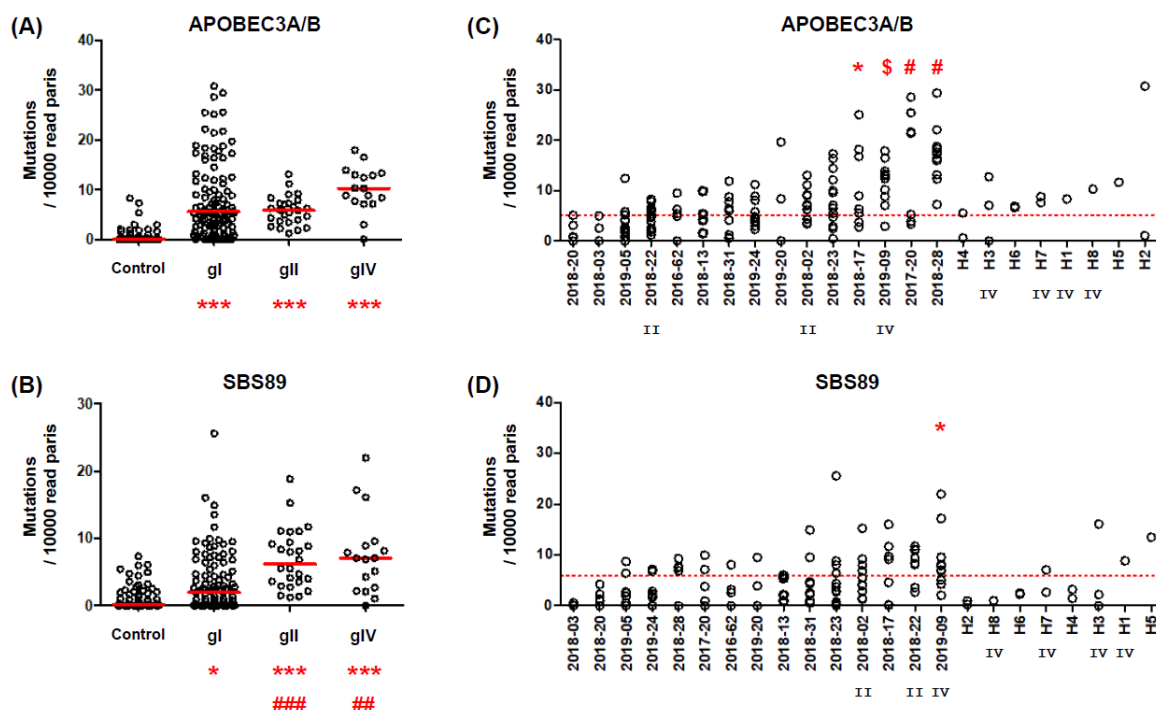 (A)
APOBEC3A/B
Mutations
/ 10000 read paris
40
30
20
10
0
Control
gI
gII
gIV
***
***
***
(B)
SBS89
Mutations
/ 10000 read paris
30
20
10
0
Control
gI
gII
gIV
*
***
***
###
##
(C)
APOBEC3A/B
Mutations
/ 10000 read paris
40
30
20
10
0
*
$
#
#
2018-20
2018-03
2019-05
2018-22
2016-62
2018-13
2018-31
2019-24
2019-20
2018-02
2018-23
2018-17
2019-09
2017-20
2018-28
H4
H3
H6
H7
H1
H8
H5
H2
II
II
IV
IV
IV
IV
IV
(D)
SBS89
Mutations
/ 10000 read paris
40
30
20
10
0
*
2018-03
2018-20
2019-05
2019-24
2018-28
2017-20
2016-62
2019-20
2018-13
2018-31
2018-23
2018-02
2018-17
2018-22
2019-09
H2
H8
H6
H7
H4
H3
H1
H5
II
II
IV
IV
IV
IV
IV